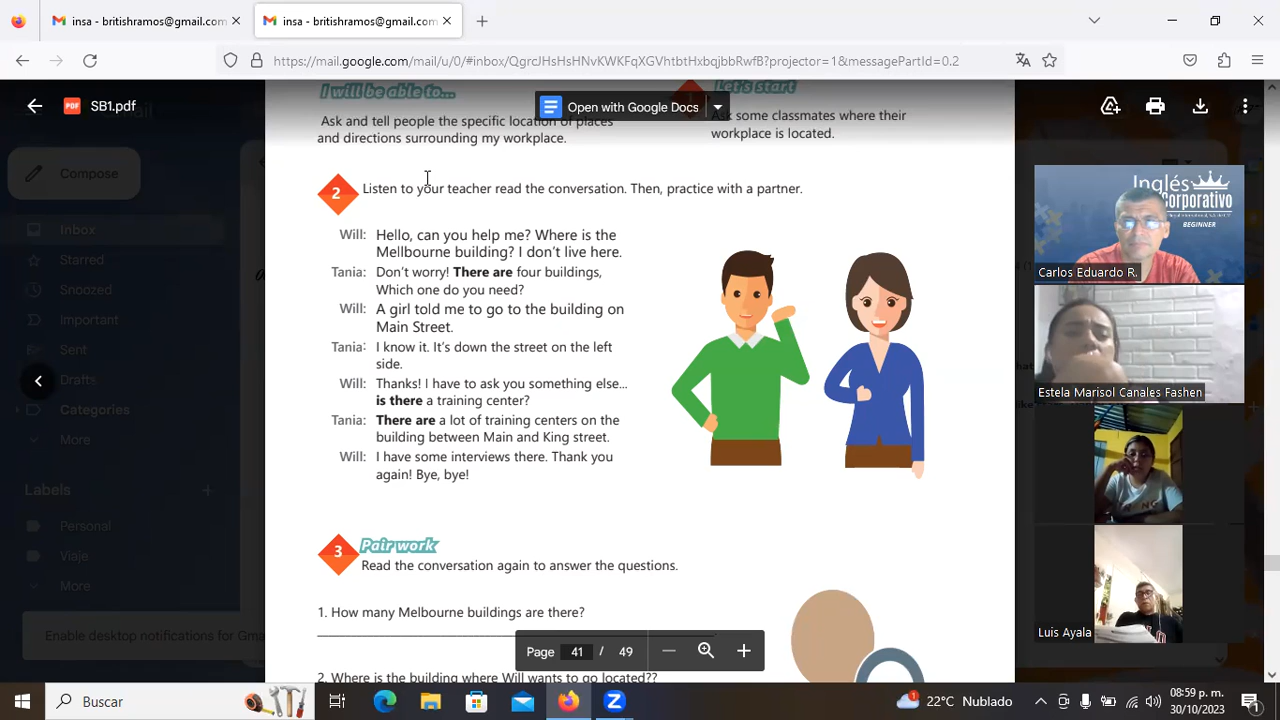 insa - britishramos@gmail.com
insa - britishramos@gmail.com
https://mail.google.com/mail/u/0/#inbox/QgrcJHsHsHNvKWKFqXGVhtbtHxbqjbbRwfB?projector=1&messagePartId=0.2
PDF
SB1.pdf
Open with Google Docs
Compose
Inbox
Starred
Snoozed
Important
Sent
Drafts
Categories
More
Labels
Personal
Viaje
More
Enable desktop notifications for Gma
I will be able to...
Ask and tell people the specific location of places
and directions surrounding my workplace.
Let's start
Ask some classmates where their
workplace is located.
2
Listen to your teacher read the conversation. Then, practice with a partner.
Will: Hello, can you help me? Where is the
Mellbourne building? I don't live here.
Tania: Don't worry! There are four buildings,
Which one do you need?
Will: A girl told me to go to the building on
Main Street.
Tania: I know it. It's down the street on the left
side.
Will: Thanks! I have to ask you something else...
is there a training center?
Tania: There are a lot of training centers on the
building between Main and King street.
Will: I have some interviews there. Thank you
again! Bye, bye!
3
Pair work
Read the conversation again to answer the questions.
1. How many Melbourne buildings are there?
2. Where is the building where Will wants to go located??
Page 41 / 49
Inglés
Corporativo
BEGINNER
Carlos Eduardo R.
Estela Marisol Canales Fashen
Luis Ayala
Buscar
1
22°C Nublado
08:59 p. m.
30/10/2023
1